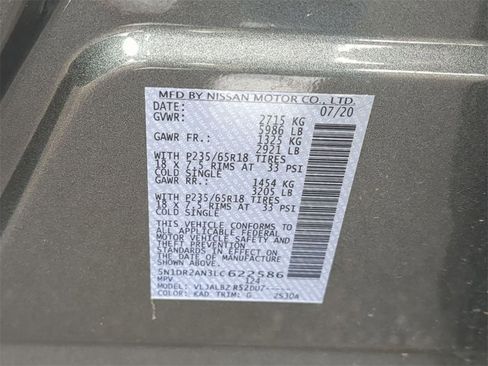 MFD BY NISSAN MOTOR CO., LTD.
DATE: 07/20
GVWR: 2715 KG
5986 LB
GAWR FR.: 1325 KG
2921 LB
WITH P235/65R18 TIRES
18 X 7.5 RIMS AT 33 PSI
COLD SINGLE
GAWR RR.: 1454 KG
3205 LB
WITH P235/65R18 TIRES
18 X 7.5 RIMS AT 33 PSI
COLD SINGLE
THIS VEHICLE CONFORMS TO
ALL APPLICABLE FEDERAL
MOTOR VEHICLE SAFETY AND
THEFT PREVENTION
STANDARDS IN EFFECT ON
THE DATE OF MANUFACTURE
SHOWN ABOVE.
5N1DR2AN3LC622586
MPV 124
MODEL: VLJALBZ R52DU7-----
COLOR: KAD TRIM: G 2530A